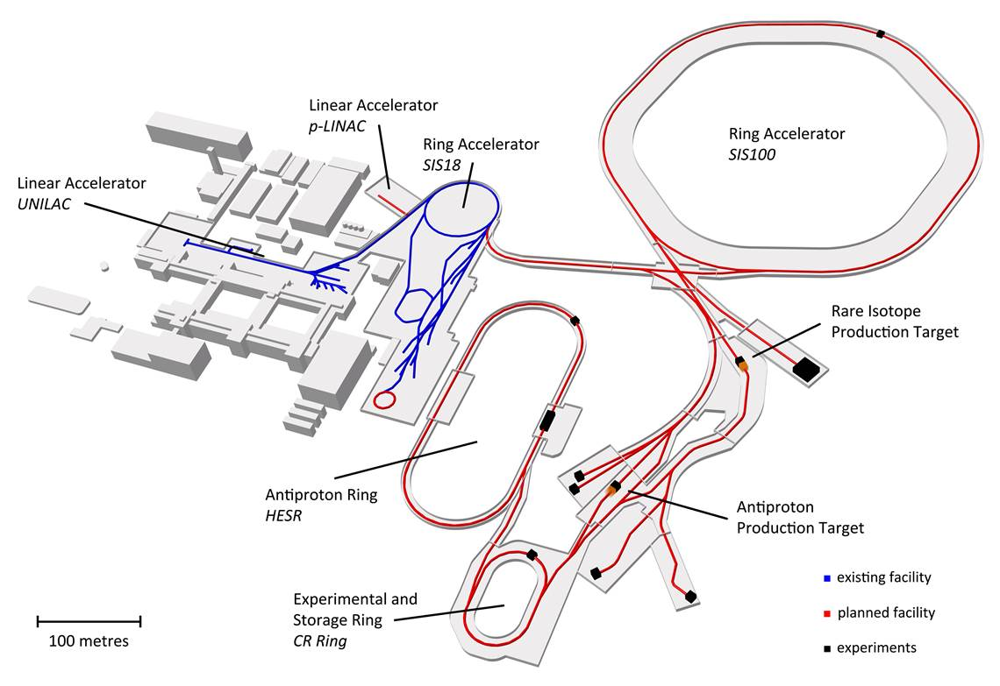 Linear Accelerator
p-LINAC
Ring Accelerator
SIS18
Ring Accelerator
SIS100
Linear Accelerator
UNILAC
Rare Isotope
Production Target
Antiproton Ring
HESR
Antiproton
Production Target
Experimental and
Storage Ring
CR Ring
100 metres
existing facility
planned facility
experiments